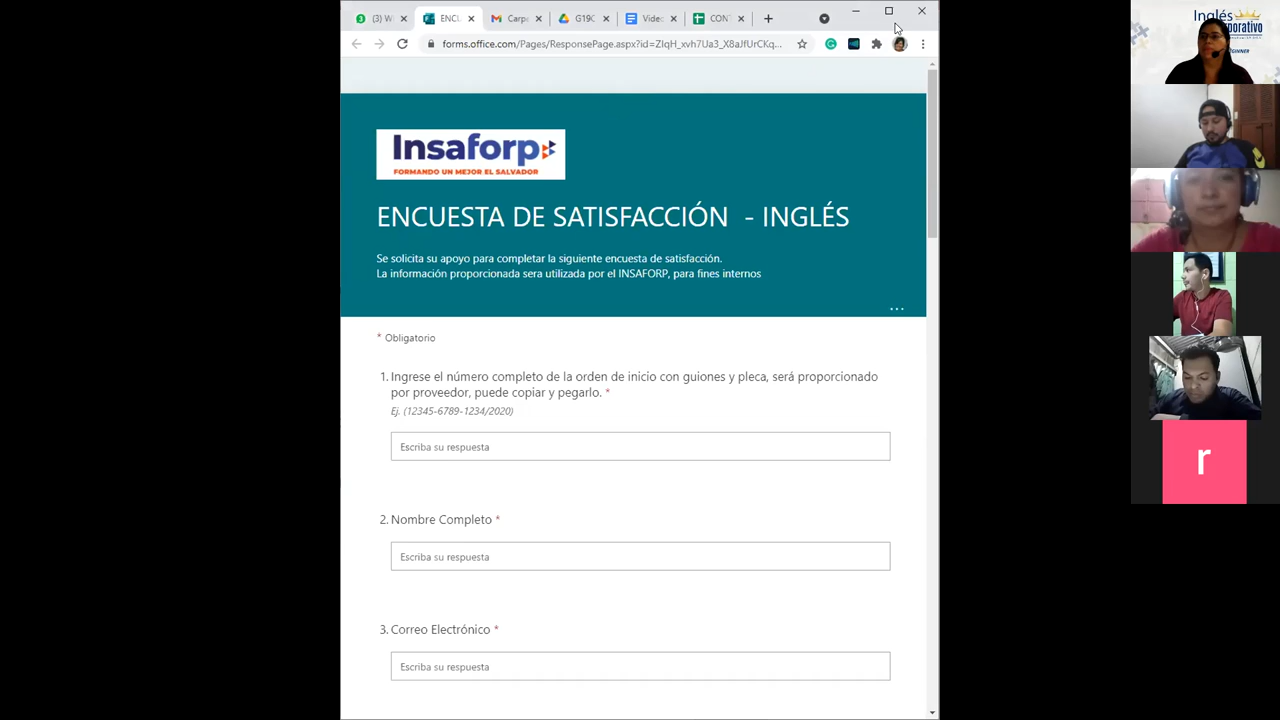 (3) W
ENCU
Carpe
G19C
Videc
CON
forms.office.com/Pages/ResponsePage.aspx?id=ZIqH_xvh7Ua3_X8aJfUrCKq...
Insaforp
FORMANDO UN MEJOR EL SALVADOR
ENCUESTA DE SATISFACCIÓN - INGLÉS
Se solicita su apoyo para completar la siguiente encuesta de satisfacción.
La información proporcionada sera utilizada por el INSAFORP, para fines internos
...
* Obligatorio
1. Ingrese el número completo de la orden de inicio con guiones y pleca, será proporcionado
por proveedor, puede copiar y pegarlo. *
Ej. (12345-6789-1234/2020)
Escriba su respuesta
2. Nombre Completo *
Escriba su respuesta
3. Correo Electrónico *
Escriba su respuesta
Inglés
r